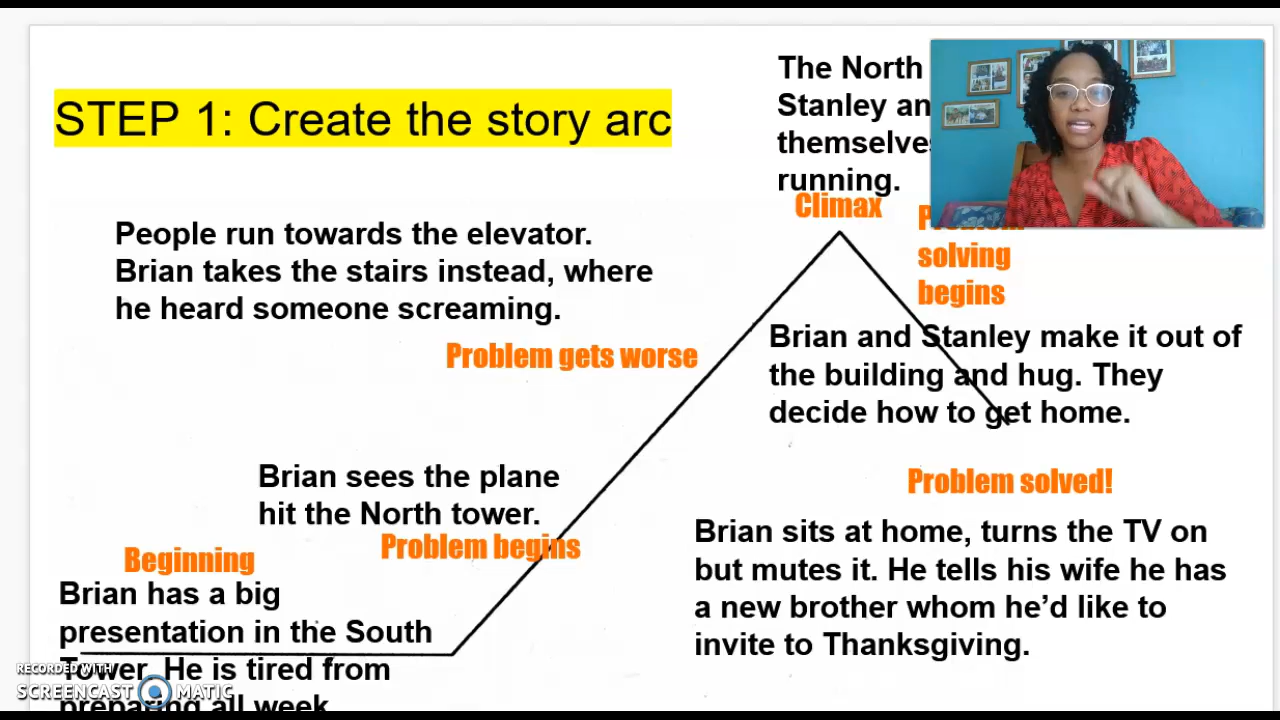 STEP 1: Create the story arc
The North
Stanley an
themselves
running.
Climax
solving
begins
People run towards the elevator.
Brian takes the stairs instead, where
he heard someone screaming.
Problem gets worse
Brian and Stanley make it out of
the building and hug. They
decide how to get home.
Brian sees the plane
hit the North tower.
Problem begins
Problem solved!
Brian sits at home, turns the TV on
but mutes it. He tells his wife he has
a new brother whom he’d like to
invite to Thanksgiving.
Beginning
Brian has a big
presentation in the South
Tower. He is tired from
preparing all week
RECORDED WITH
SCREENCAST MATIC